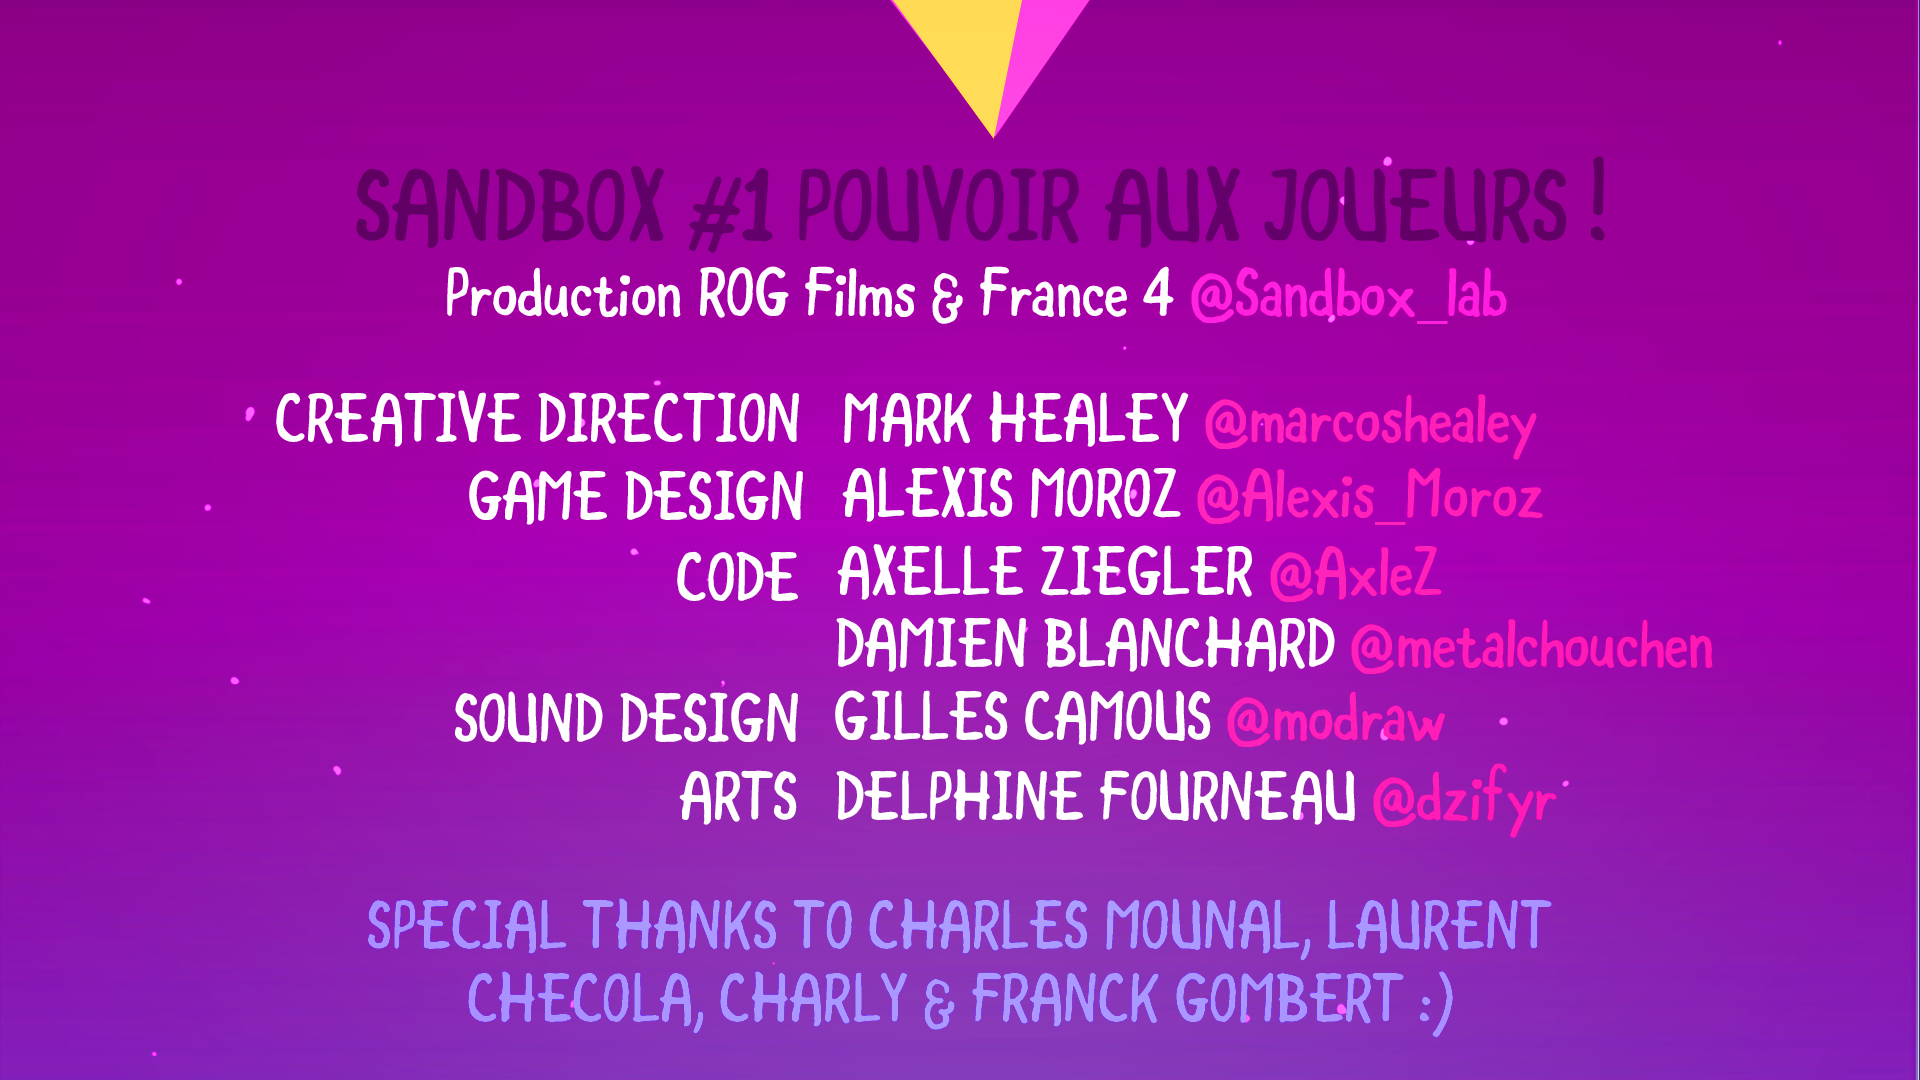 SANDBOX #1 POUVOIR AUX JOUEURS !
Production ROG Films & France 4 @Sandbox_lab
CREATIVE DIRECTION MARK HEALEY @marcoshealey
GAME DESIGN ALEXIS MOROZ @Alexis_Moroz
CODE AXELLE ZIEGLER @AxleZ
DAMIEN BLANCHARD @metalchouchen
SOUND DESIGN GILLES CAMOUS @modraw
ARTS DELPHINE FOURNEAU @dzifyr
SPECIAL THANKS TO CHARLES MOUNAL, LAURENT
CHECOLA, CHARLY & FRANCK GOMBERT :)